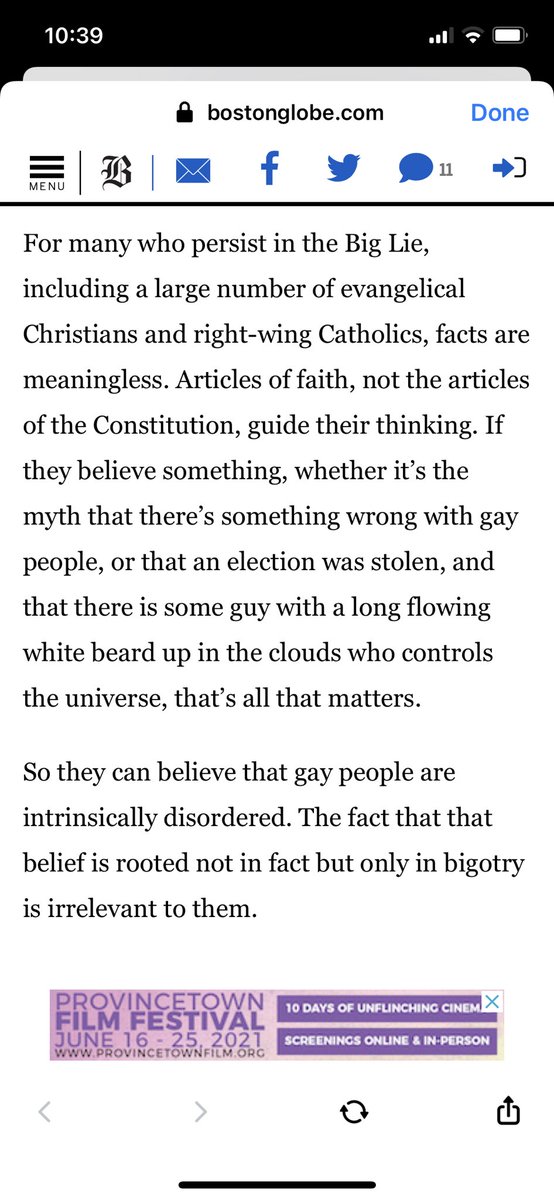 10:39
bostonglobe.com
Done
MENU
B
11
For many who persist in the Big Lie,
including a large number of evangelical
Christians and right-wing Catholics, facts are
meaningless. Articles of faith, not the articles
of the Constitution, guide their thinking. If
they believe something, whether it’s the
myth that there’s something wrong with gay
people, or that an election was stolen, and
that there is some guy with a long flowing
white beard up in the clouds who controls
the universe, that’s all that matters.
So they can believe that gay people are
intrinsically disordered. The fact that that
belief is rooted not in fact but only in bigotry
is irrelevant to them.
PROVINCETOWN
FILM FESTIVAL
JUNE 16 - 25, 2021
WWW.PROVINCETOWNFILM.ORG
10 DAYS OF UNFLINCHING CINEM
SCREENINGS ONLINE & IN-PERSON